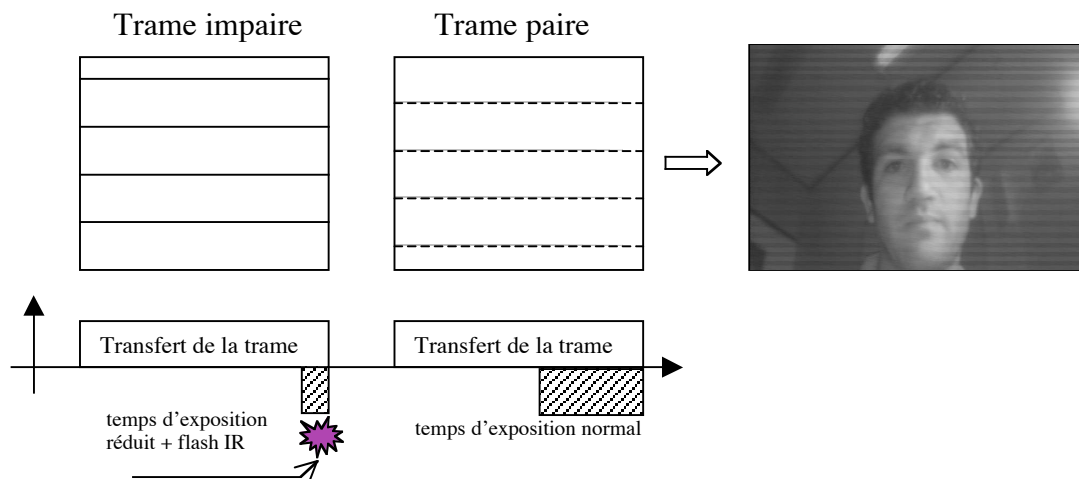 Trame impaire
Trame paire
Transfert de la trame
Transfert de la trame
temps d’exposition
réduit + flash IR
temps d’exposition normal